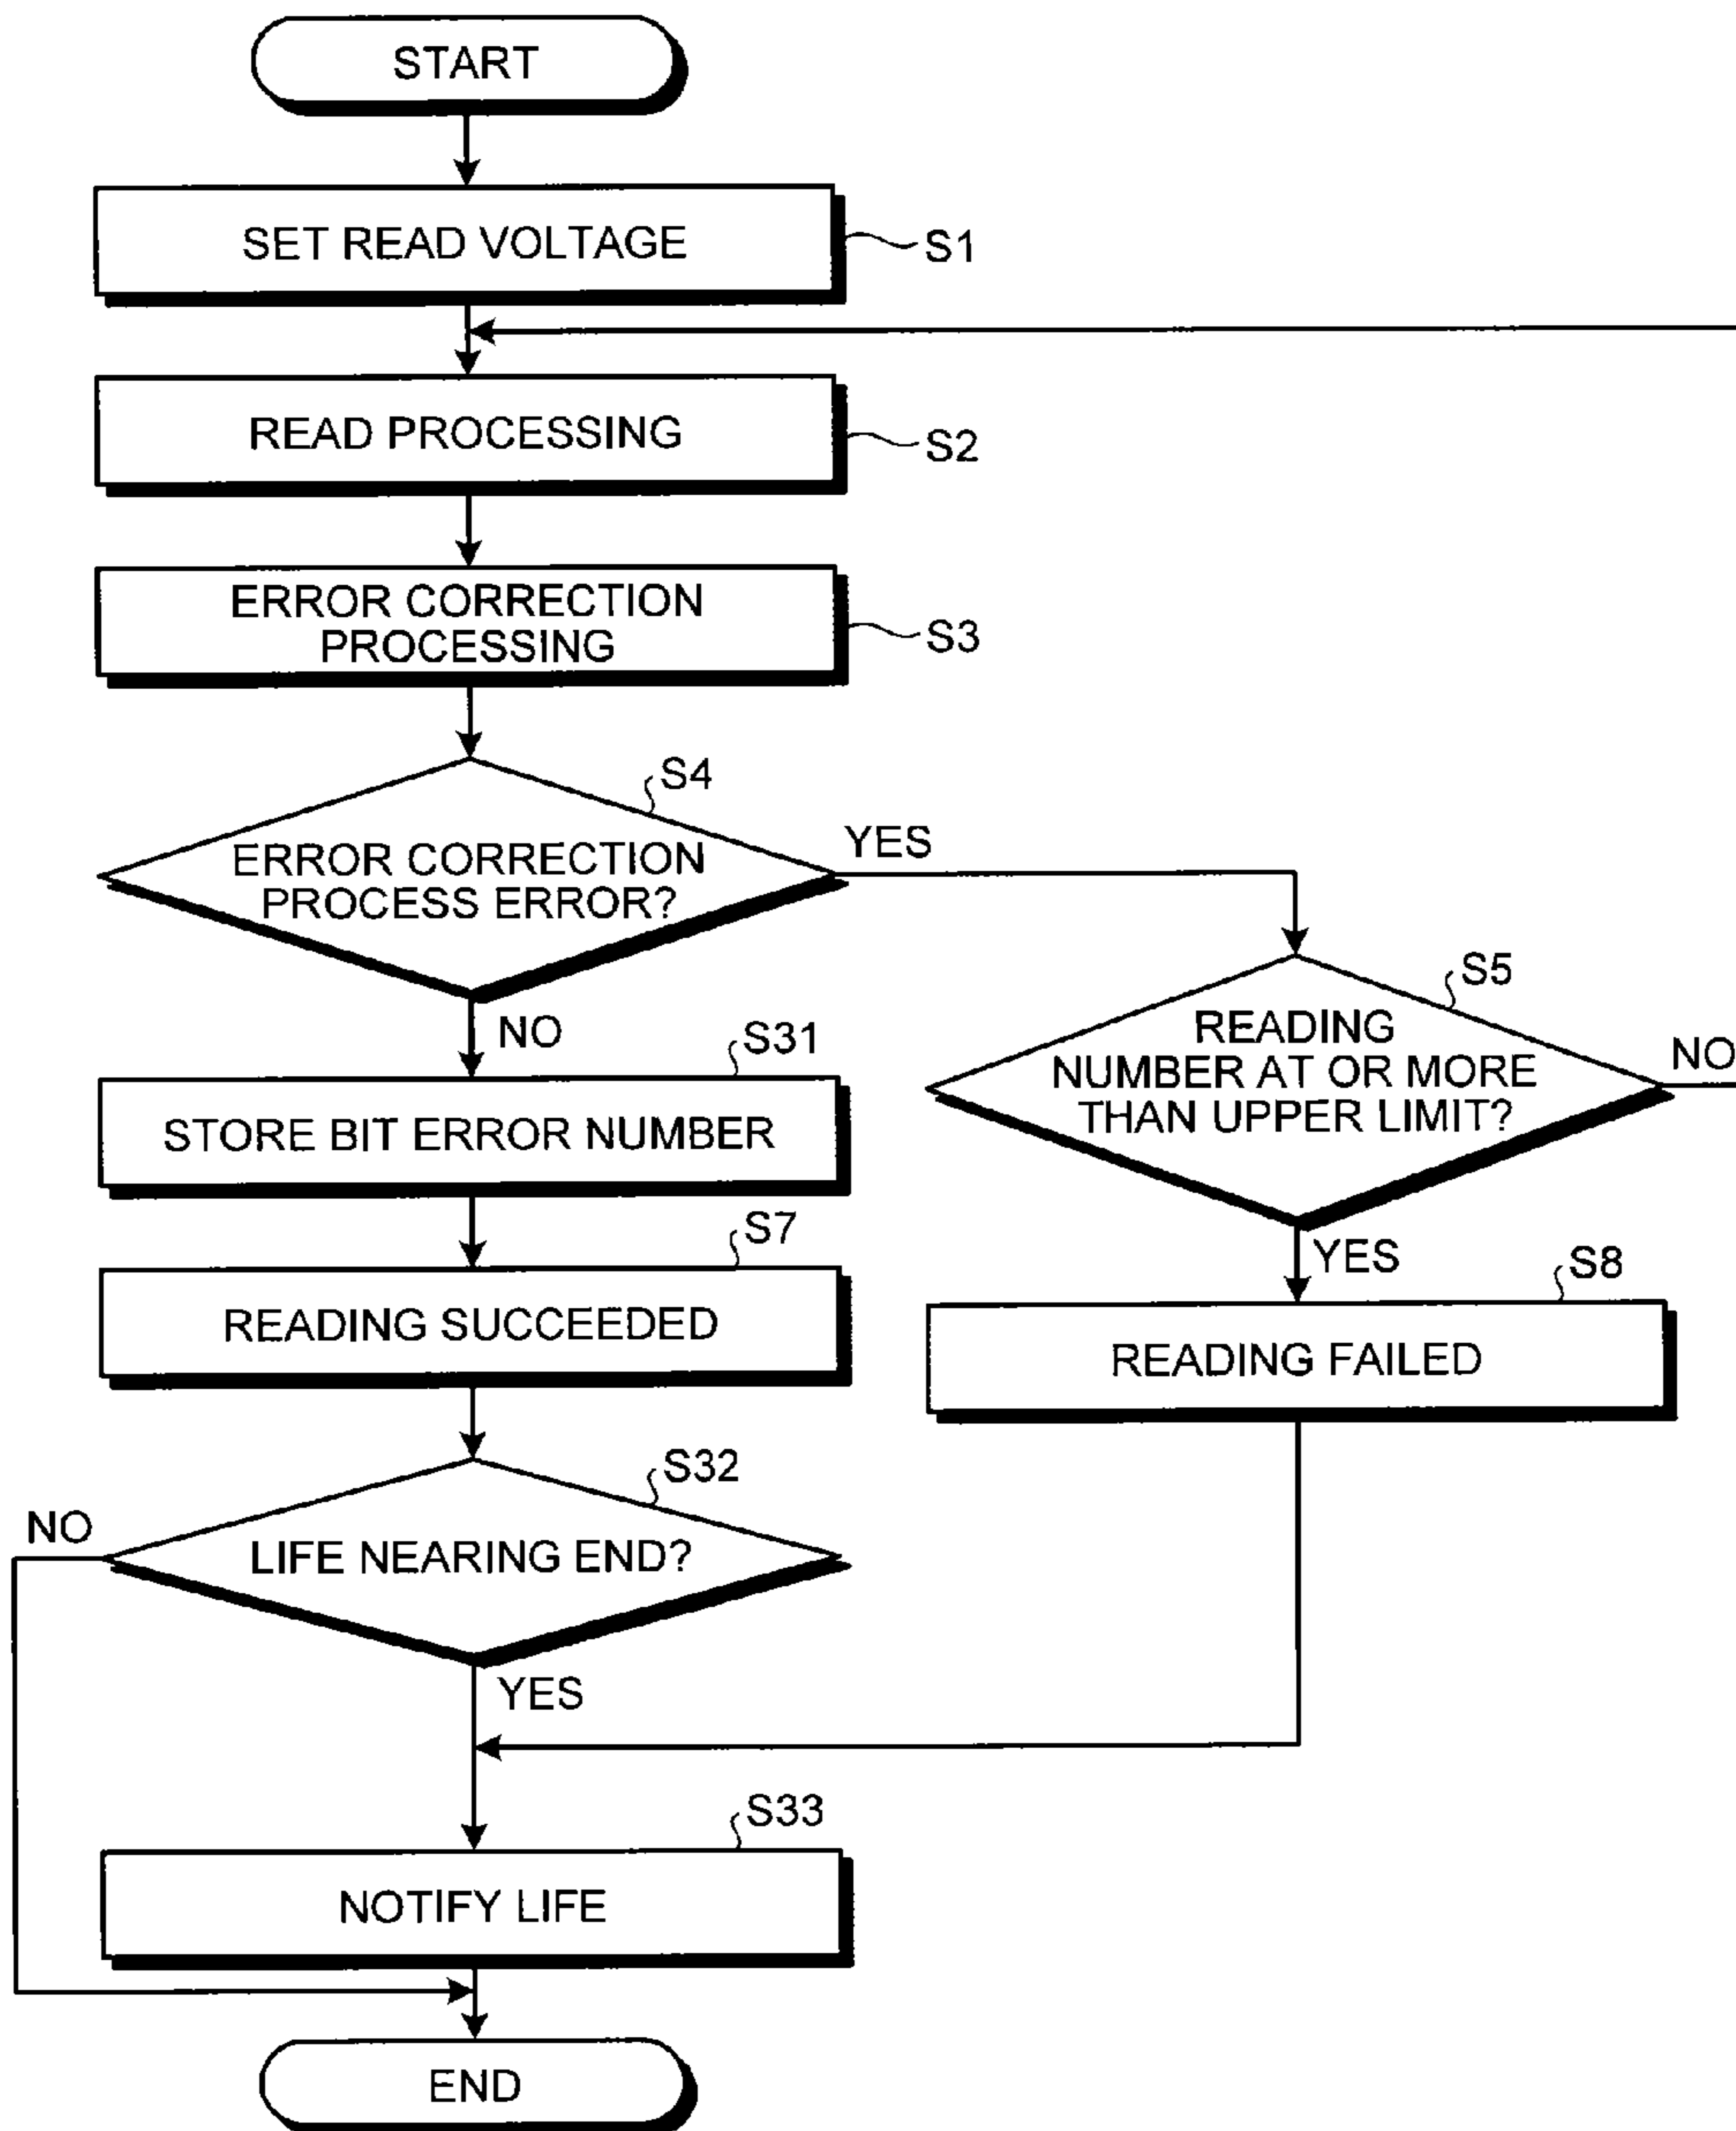 START
SET READ VOLTAGE
S1
READ PROCESSING
S2
ERROR CORRECTION
PROCESSING
S3
S4
ERROR CORRECTION
PROCESS ERROR?
YES
NO
S5
READING
NUMBER AT OR MORE
THAN UPPER LIMIT?
NO
YES
S31
STORE BIT ERROR NUMBER
S7
READING SUCCEEDED
S8
READING FAILED
S32
LIFE NEARING END?
NO
YES
S33
NOTIFY LIFE
END